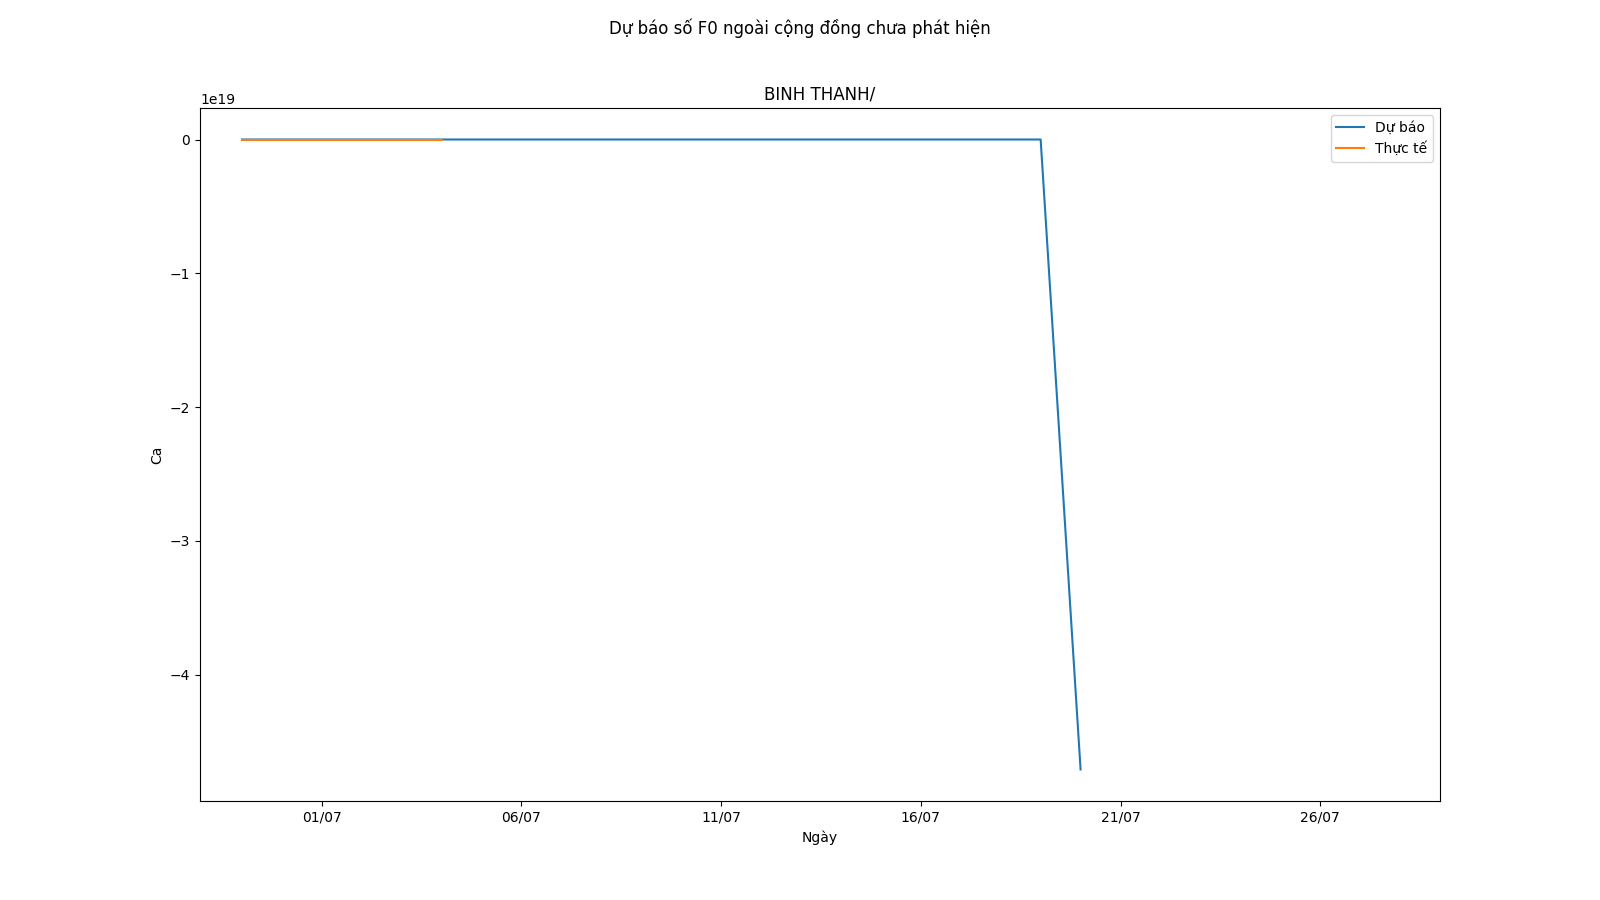 Dự báo số F0 ngoài cộng đồng chưa phát hiện
BINH THANH/
1e19
Dự báo
Thực tế
0
−1
−2
−3
−4
Ca
01/07 06/07 11/07 16/07 21/07 26/07
Ngày